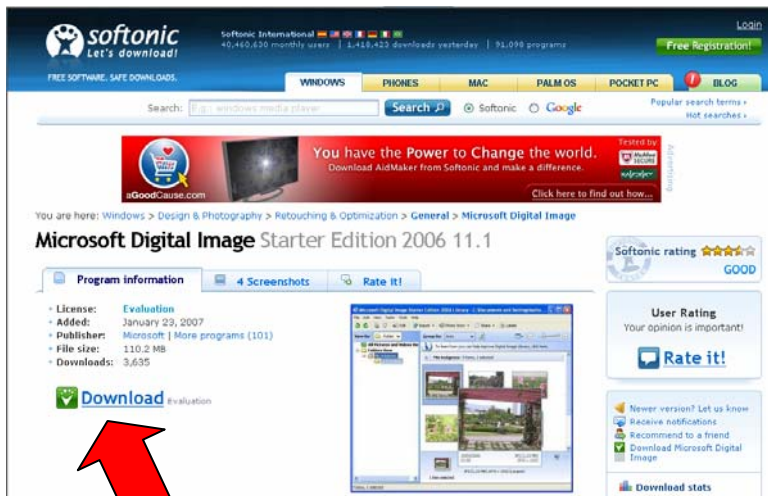 softonic
Let's download!
FREE SOFTWARE. SAFE DOWNLOADS.
Softonic International
40,460,630 monthly users | 1,418,423 downloads yesterday | 91,098 programs
Login
Free Registration!
WINDOWS PHONES MAC PALM OS POCKET PC BLOG
Search: E.g.: windows media player Search Softonic Google
Popular search terms
Hot searches
aGoodCause.com
You have the Power to Change the world.
Download AidMaker from Softonic and make a difference.
Click here to find out how...
Tested by
McAfee
SECURE
Advertising
You are here: Windows > Design & Photography > Retouching & Optimization > General > Microsoft Digital Image
Microsoft Digital Image Starter Edition 2006 11.1
Program information 4 Screenshots Rate it!
License: Evaluation
Added: January 23, 2007
Publisher: Microsoft | More programs (101)
File size: 110.2 MB
Downloads: 3,635
Download Evaluation
Softonic rating
GOOD
User Rating
Your opinion is important!
Rate it!
Newer version? Let us know
Receive notifications
Recommend to a friend
Download Microsoft Digital
Image
Download stats